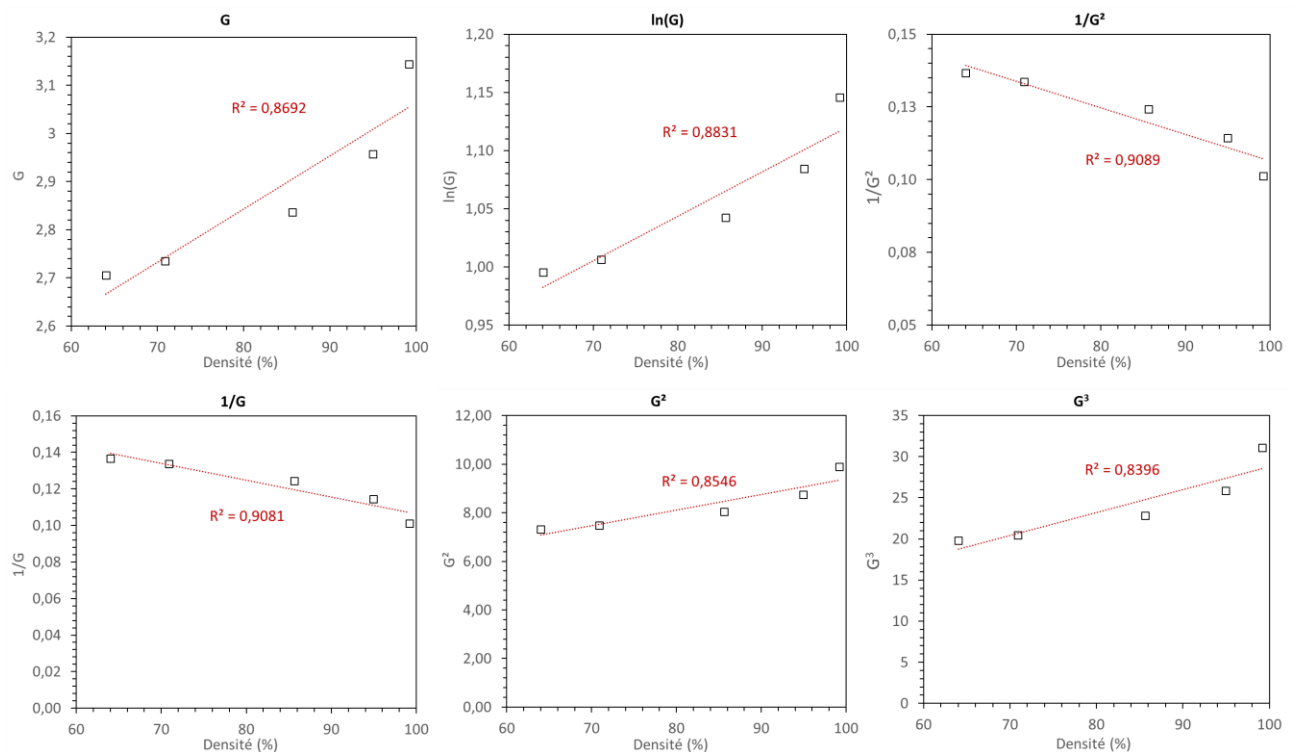 G
3,2
3,1
3
2,9
2,8
2,7
2,6
G
R² = 0,8692
60 70 80 90 100
Densité (%)
ln(G)
1,20
1,15
1,10
1,05
1,00
0,95
ln(G)
R² = 0,8831
60 70 80 90 100
Densité (%)
1/G²
0,15
0,13
0,10
0,08
0,05
1/G²
R² = 0,9089
60 70 80 90 100
Densité (%)
1/G
0,16
0,14
0,12
0,10
0,08
0,06
0,04
0,02
0,00
1/G
R² = 0,9081
60 70 80 90 100
Densité (%)
G²
12,00
10,00
8,00
6,00
4,00
2,00
0,00
G²
R² = 0,8546
60 70 80 90 100
Densité (%)
G³
35
30
25
20
15
10
5
0
G³
R² = 0,8396
60 70 80 90 100
Densité (%)